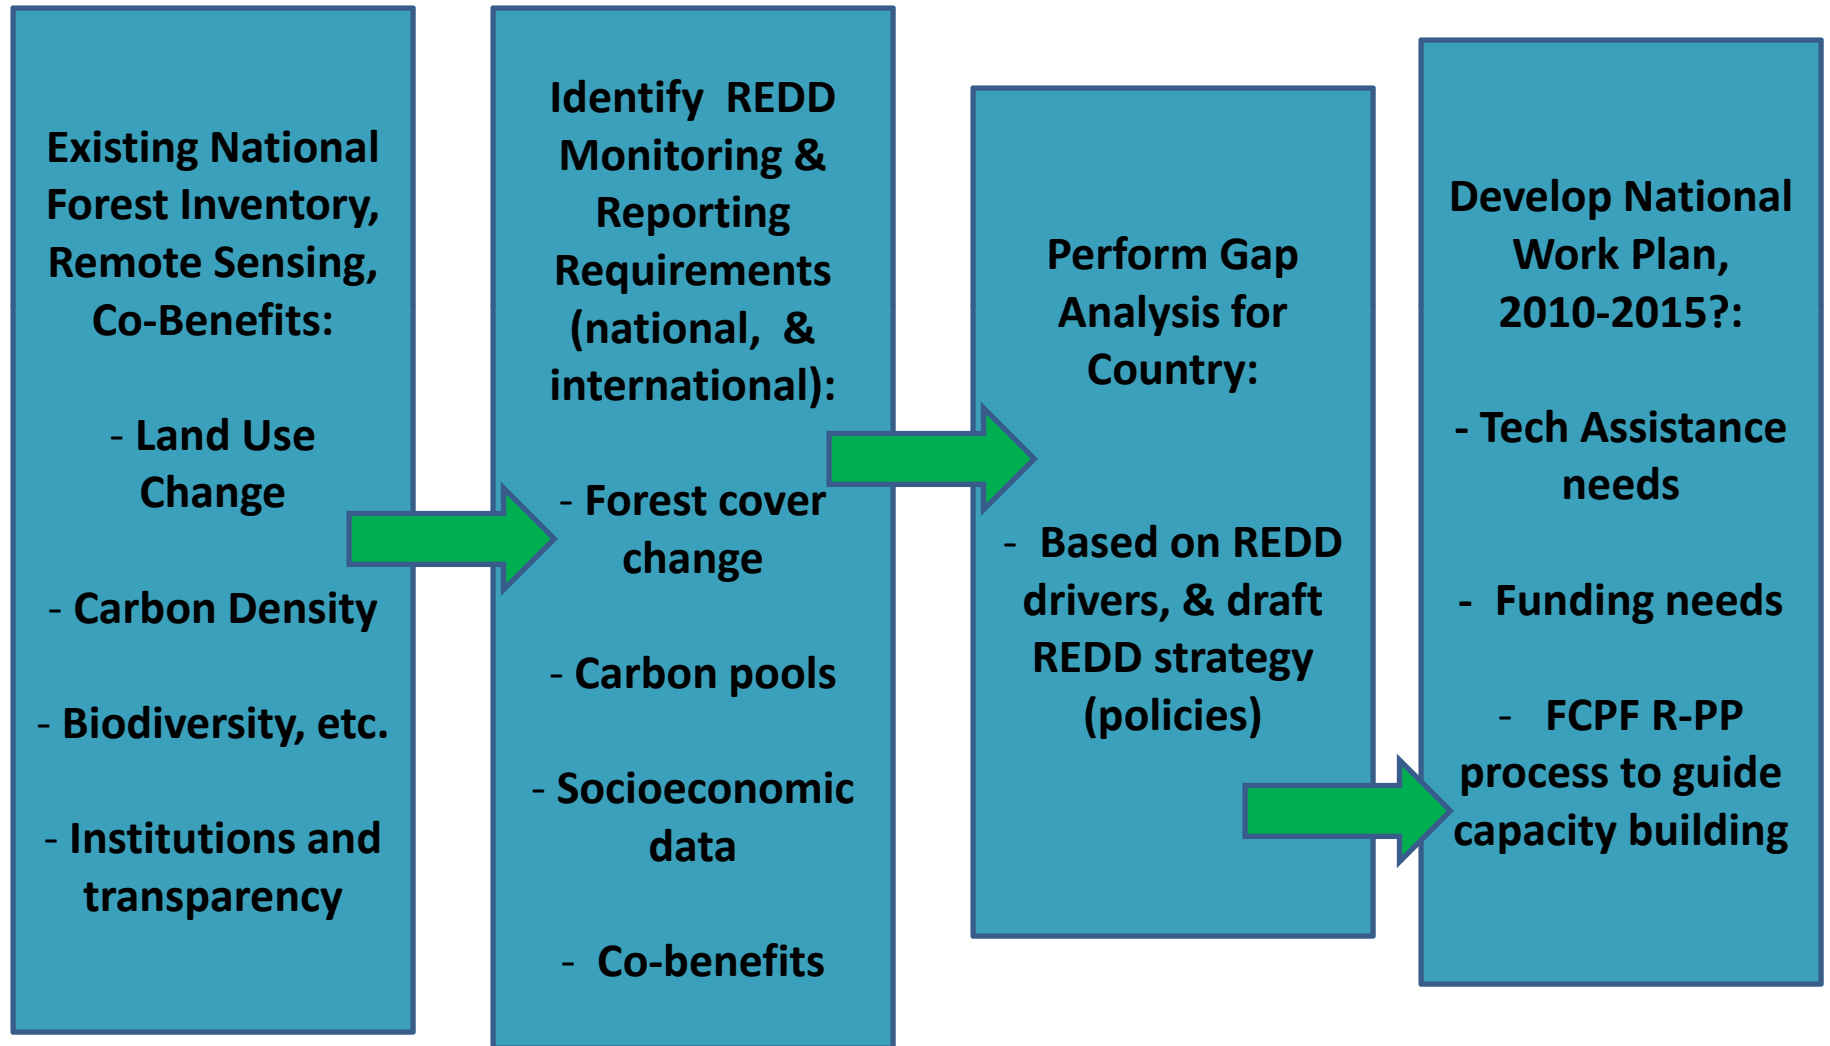 Existing National
Forest Inventory,
Remote Sensing,
Co-Benefits:
- Land Use
Change
- Carbon Density
- Biodiversity, etc.
- Institutions and
transparency
Identify REDD
Monitoring &
Reporting
Requirements
(national, &
international):
- Forest cover
change
- Carbon pools
- Socioeconomic
data
- Co-benefits
Perform Gap
Analysis for
Country:
- Based on REDD
drivers, & draft
REDD strategy
(policies)
Develop National
Work Plan,
2010-2015?:
- Tech Assistance
needs
- Funding needs
- FCPF R-PP
process to guide
capacity building